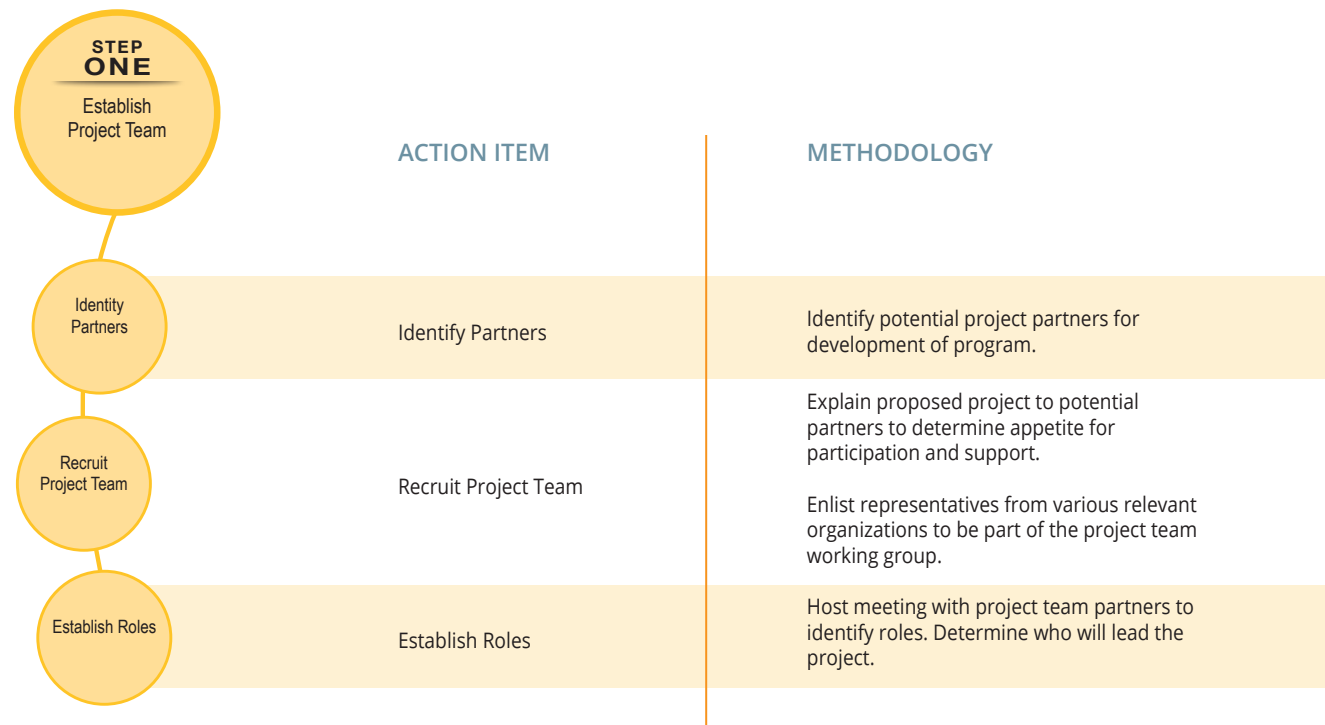 STEP
ONE
Establish
Project Team
ACTION ITEM
METHODOLOGY
Identity
Partners
Identify Partners
Identify potential project partners for
development of program.
Recruit
Project Team
Recruit Project Team
Explain proposed project to potential
partners to determine appetite for
participation and support.
Enlist representatives from various relevant
organizations to be part of the project team
working group.
Establish Roles
Establish Roles
Host meeting with project team partners to
identify roles. Determine who will lead the
project.